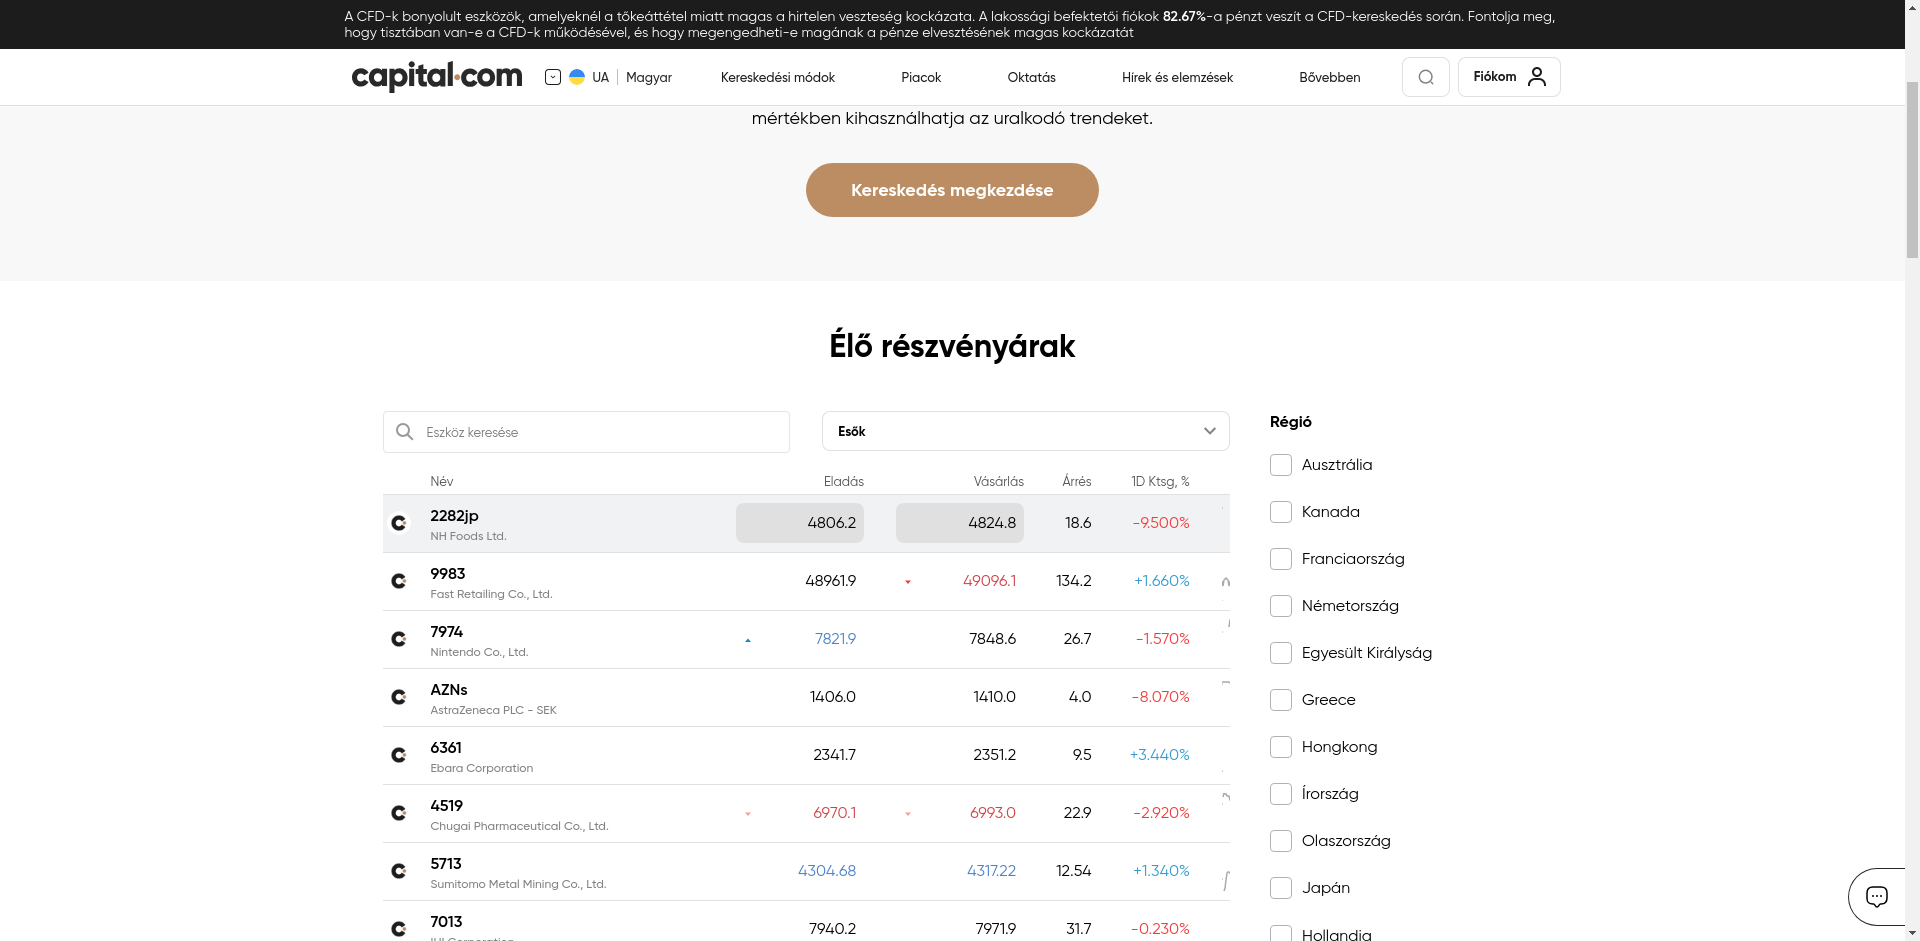 A CFD-k bonyolult eszközök, amelyeknél a tőkeáttétel miatt magas a hirtelen veszteség kockázata. A lakossági befektetői fiókok 82.67%-a pénzt veszít a CFD-kereskedés során. Fontolja meg,
hogy tisztában van-e a CFD-k működésével, és hogy megengedheti-e magának a pénze elvesztésének magas kockázatát
capital.com UA Magyar Kereskedési módok Piacok Oktatás Hírek és elemzések Bővebben Fiókom
mértékben kihasználhatja az uralkodó trendeket.
Kereskedés megkezdése
Élő részvényárak
Eszköz keresése
Esők
Név Eladás Vásárlás Árrés 1D Ktsg, %
2282jp 4806.2 4824.8 18.6 -9.500%
NH Foods Ltd.
9983 48961.9 49096.1 134.2 +1.660%
Fast Retailing Co., Ltd.
7974 7821.9 7848.6 26.7 -1.570%
Nintendo Co., Ltd.
AZNs 1406.0 1410.0 4.0 -8.070%
AstraZeneca PLC - SEK
6361 2341.7 2351.2 9.5 +3.440%
Ebara Corporation
4519 6970.1 6993.0 22.9 -2.920%
Chugai Pharmaceutical Co., Ltd.
5713 4304.68 4317.22 12.54 +1.340%
Sumitomo Metal Mining Co., Ltd.
7013 7940.2 7971.9 31.7 -0.230%
IHI Corporation
Régió
Ausztrália
Kanada
Franciaország
Németország
Egyesült Királyság
Greece
Hongkong
Írország
Olaszország
Japán
Hollandia